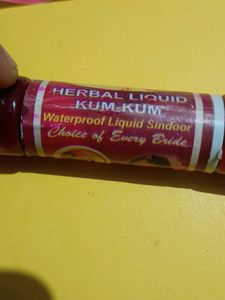 HERBAL LIQUID
KUM-KUM
Waterproof Liquid Sindoor
Choice of Every Bride